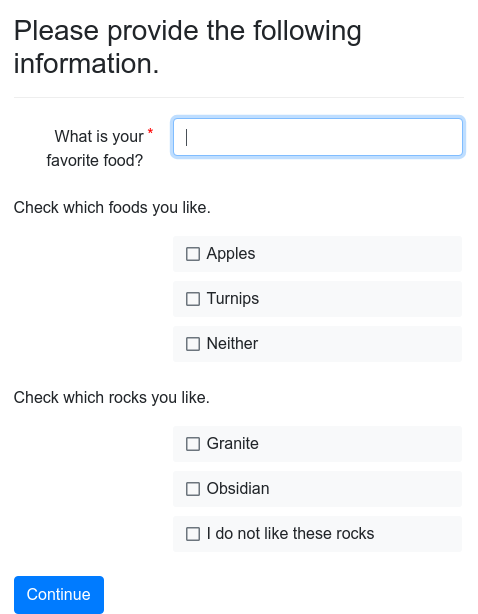 Please provide the following
information.
What is your *
favorite food?
Check which foods you like.
Apples
Turnips
Neither
Check which rocks you like.
Granite
Obsidian
I do not like these rocks
Continue